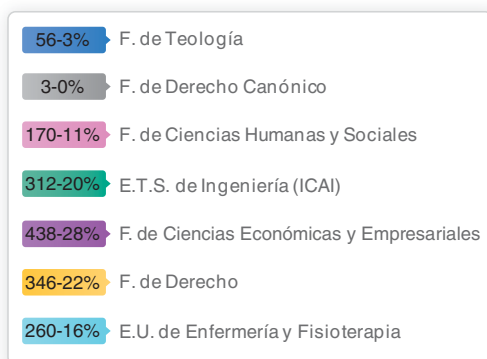 56-3% F. de Teología
3-0% F. de Derecho Canónico
170-11% F. de Ciencias Humanas y Sociales
312-20% E.T.S. de Ingeniería (ICAI)
438-28% F. de Ciencias Económicas y Empresariales
346-22% F. de Derecho
260-16% E.U. de Enfermería y Fisioterapia